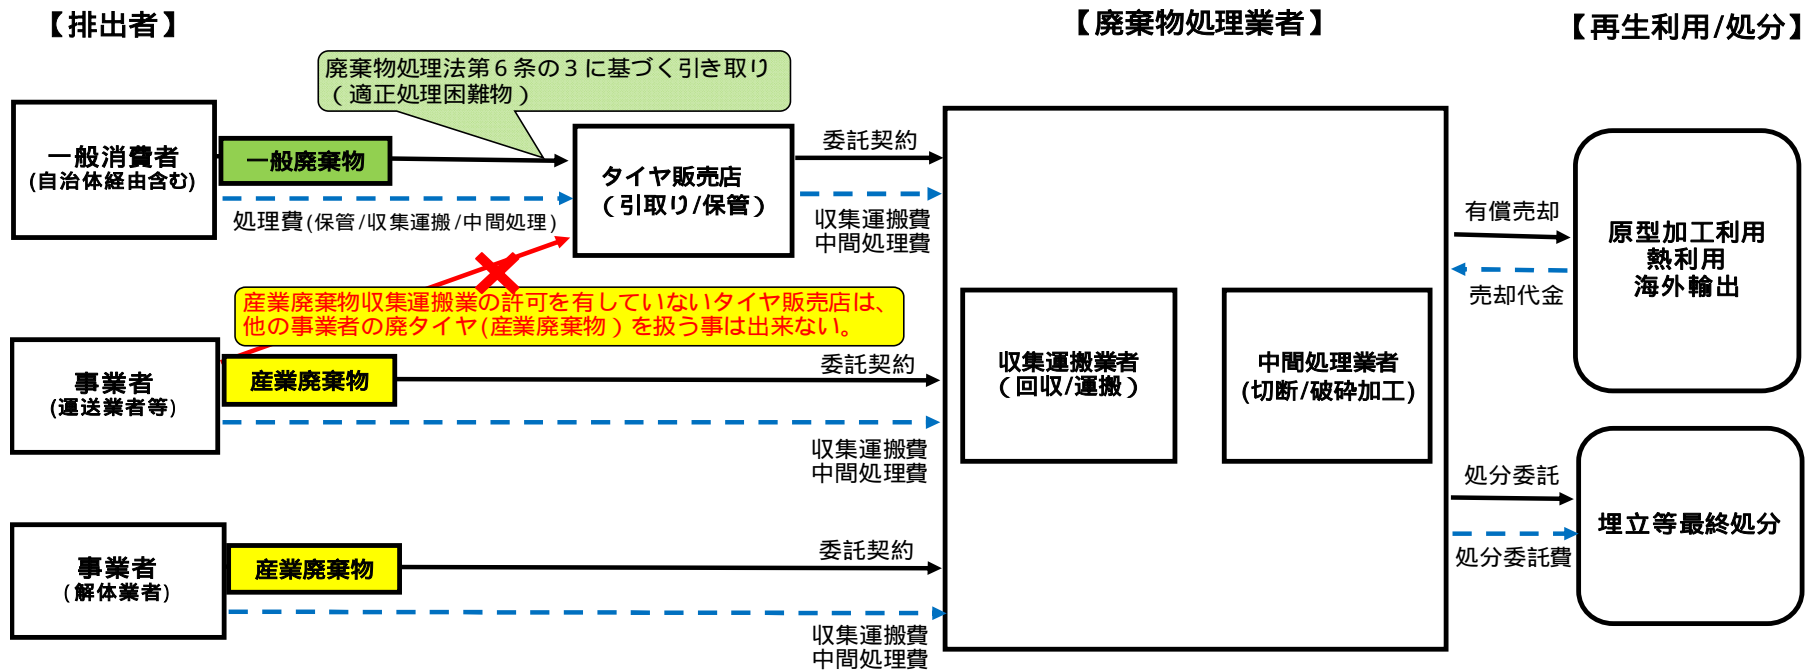 【排出者】
【廃棄物処理業者】
【再生利用/処分】
廃棄物処理法第６条の３に基づく引き取り
（適正処理困難物）
一般消費者
(自治体経由含む)
一般廃棄物
処理費(保管/収集運搬/中間処理)
タイヤ販売店
（引取り/保管）
委託契約
収集運搬費
中間処理費
産業廃棄物収集運搬業の許可を有していないタイヤ販売店は、
他の事業者の廃タイヤ(産業廃棄物）を扱う事は出来ない。
事業者
(運送業者等)
産業廃棄物
委託契約
収集運搬費
中間処理費
事業者
(解体業者)
産業廃棄物
委託契約
収集運搬費
中間処理費
収集運搬業者
（回収/運搬）
中間処理業者
(切断/破砕加工)
有償売却
売却代金
原型加工利用
熱利用
海外輸出
処分委託
処分委託費
埋立等最終処分